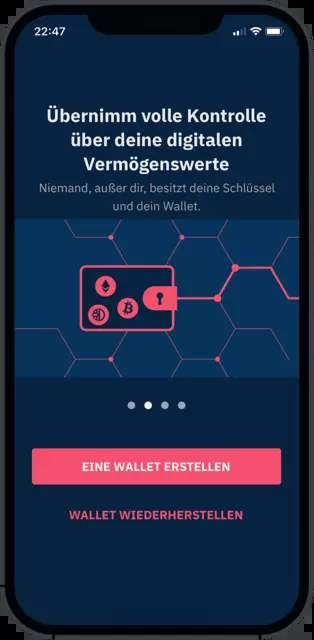 22:47
Übernimm volle Kontrolle
über deine digitalen
Vermögenswerte
Niemand, außer dir, besitzt deine Schlüssel
und dein Wallet.
EINE WALLET ERSTELLEN
WALLET WIEDERHERSTELLEN